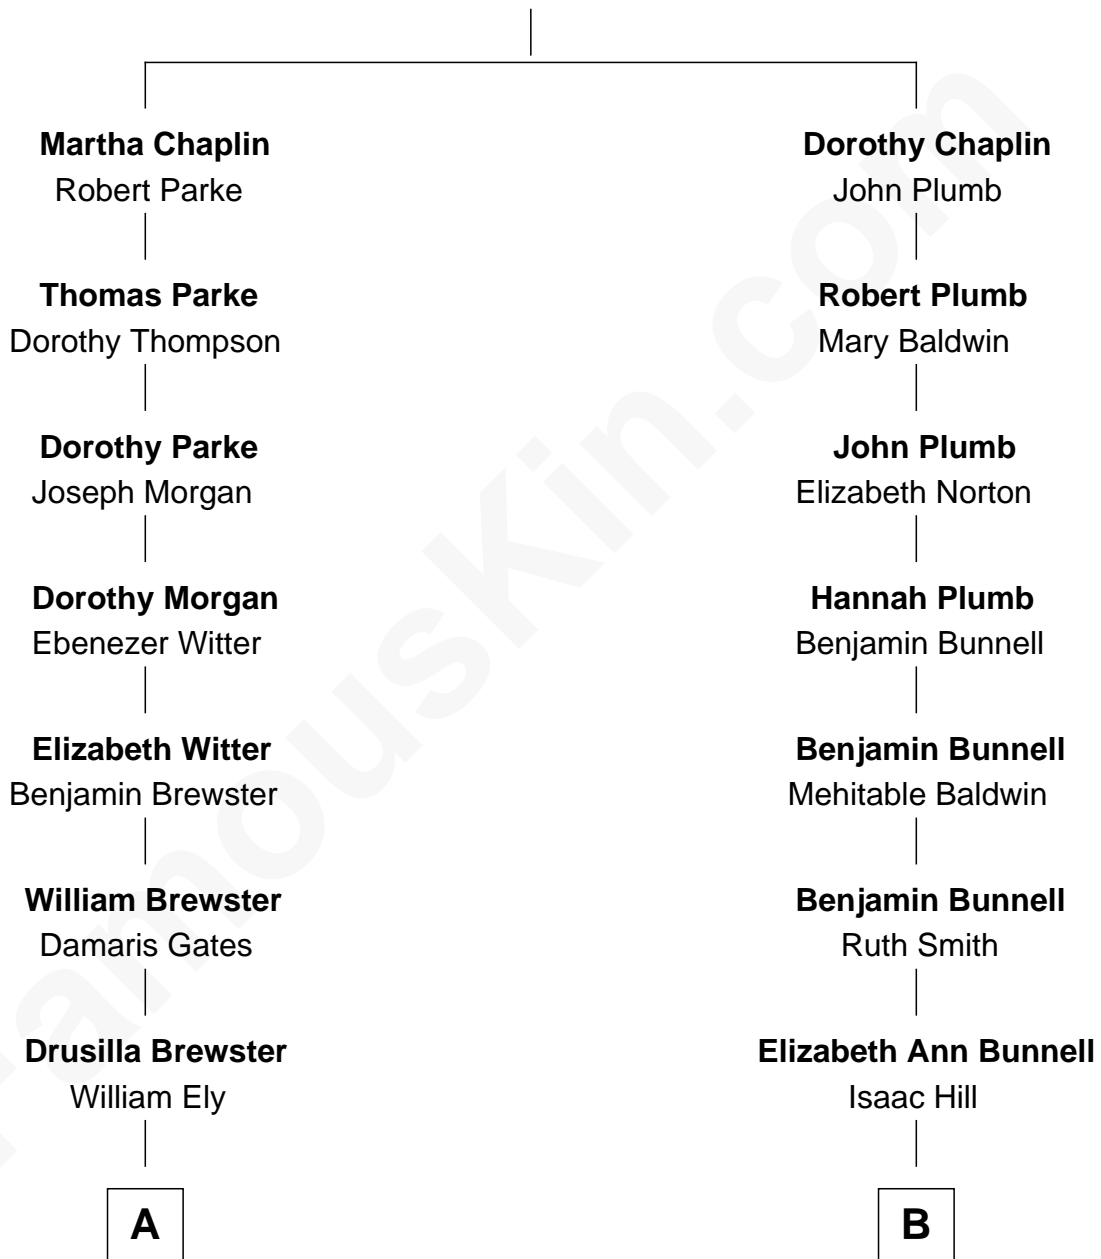 Martha Chaplin
Robert Parke
Thomas Parke
Dorothy Thompson
Dorothy Parke
Joseph Morgan
Dorothy Morgan
Ebenezer Witter
Elizabeth Witter
Benjamin Brewster
William Brewster
Damaris Gates
Drusilla Brewster
William Ely
A
Dorothy Chaplin
John Plumb
Robert Plumb
Mary Baldwin
John Plumb
Elizabeth Norton
Hannah Plumb
Benjamin Bunnell
Benjamin Bunnell
Mehitable Baldwin
Benjamin Bunnell
Ruth Smith
Elizabeth Ann Bunnell
Isaac Hill
B
FamousKin.com